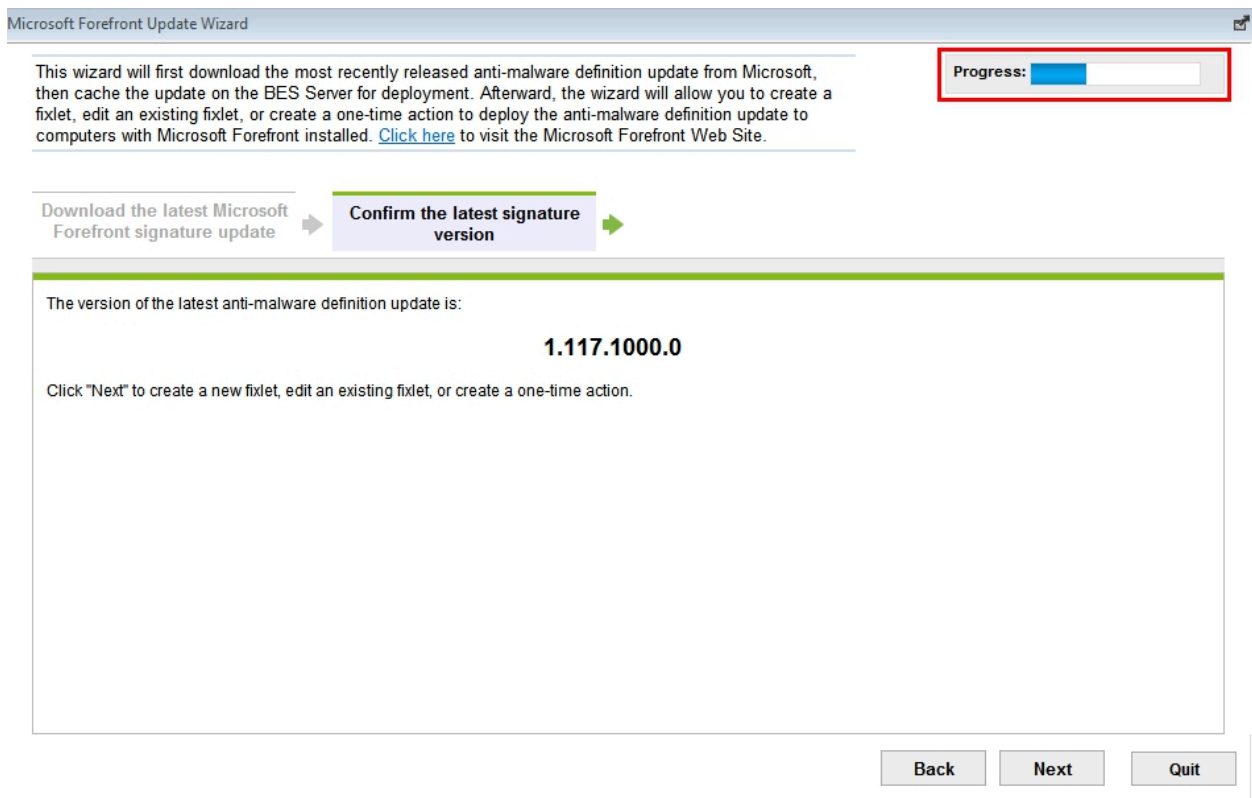 Microsoft Forefront Update Wizard
This wizard will first download the most recently released anti-malware definition update from Microsoft,
then cache the update on the BES Server for deployment. Afterward, the wizard will allow you to create a
fixlet, edit an existing fixlet, or create a one-time action to deploy the anti-malware definition update to
computers with Microsoft Forefront installed. Click here to visit the Microsoft Forefront Web Site.
Progress:
Download the latest Microsoft
Forefront signature update
Confirm the latest signature
version
The version of the latest anti-malware definition update is:
1.117.1000.0
Click "Next" to create a new fixlet, edit an existing fixlet, or create a one-time action.
Back
Next
Quit